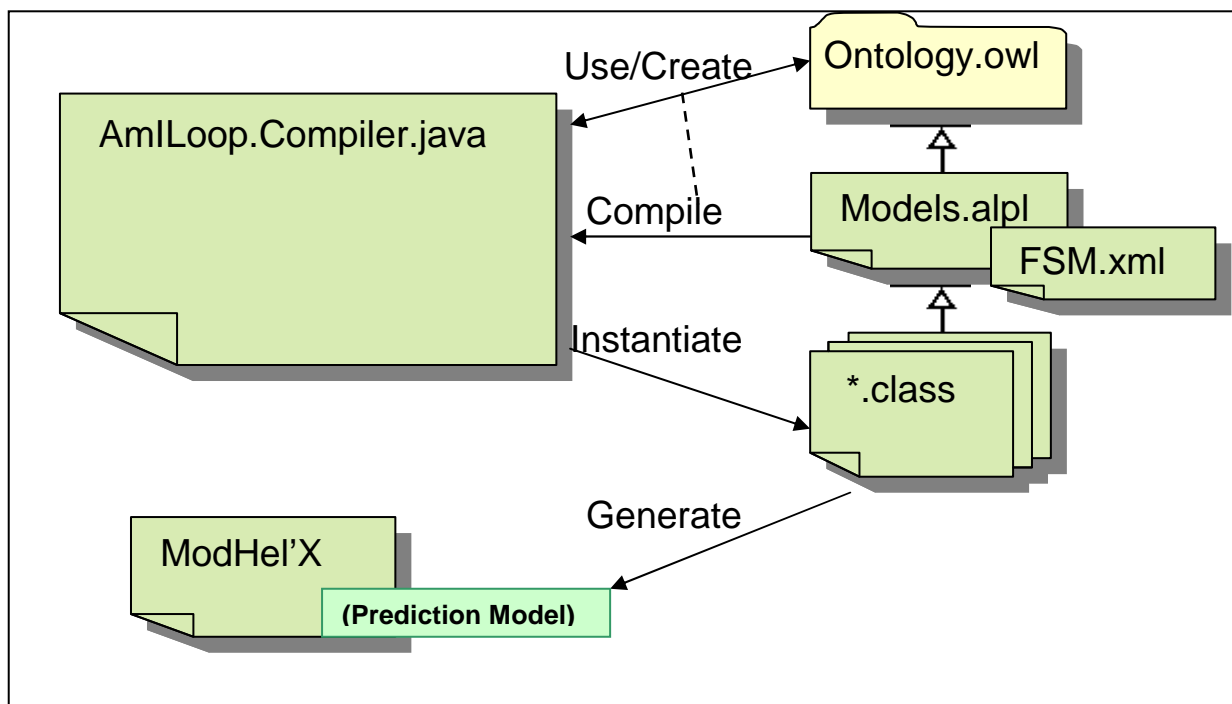 Ontology.owl
Use/Create
AmILoop.Compiler.java
Models.alpl
Compile
FSM.xml
Instantiate
*.class
Generate
ModHel’X
(Prediction Model)